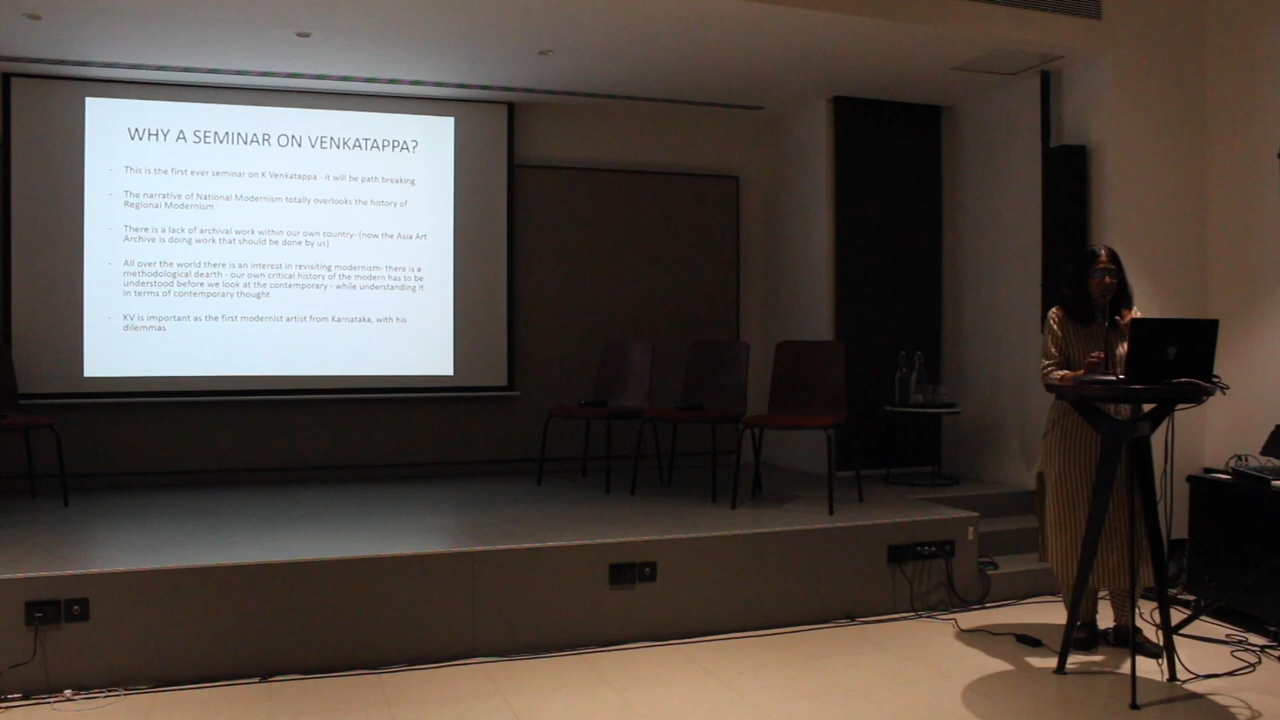 WHY A SEMINAR ON VENKATAPPA?
- This is the first ever seminar on K Venkatappa - it will be path breaking
- The narrative of National Modernism totally overlooks the history of
Regional Modernism
- There is a lack of archival work within our own country- (now the Asia Art
Archive is doing work that should be done by us)
- All over the world there is an interest in revisiting modernism- there is a
methodological dearth - our own critical history of the modern has to be
understood before we look at the contemporary - while understanding it
in terms of contemporary thought
- KV is important as the first modernist artist from Karnataka, with his
dilemmas